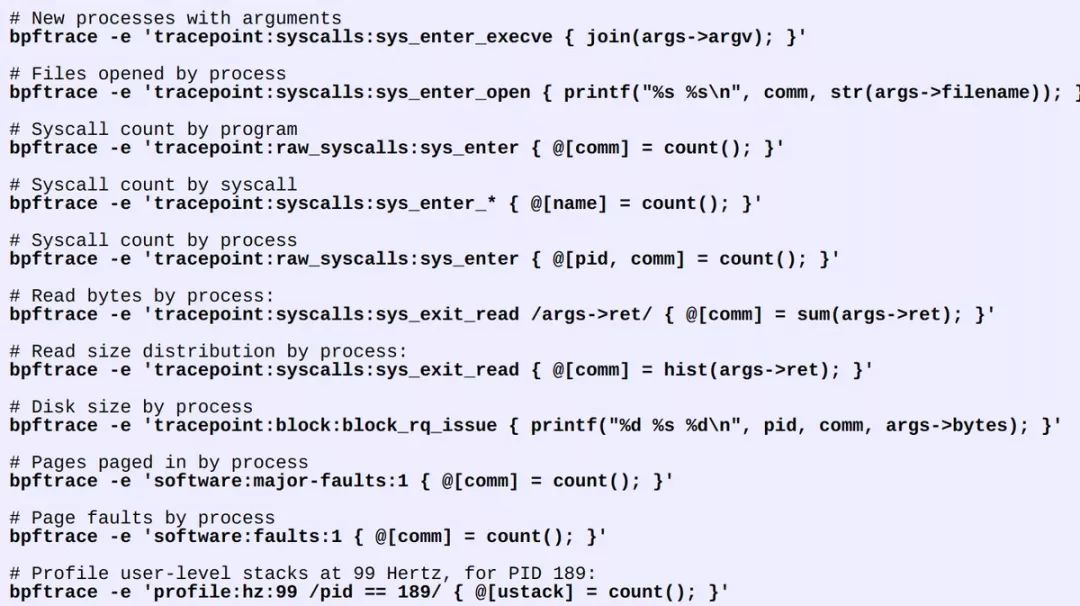 # New processes with arguments
bpftrace -e 'tracepoint:syscalls:sys_enter_execve { join(args->argv); }'
# Files opened by process
bpftrace -e 'tracepoint:syscalls:sys_enter_open { printf("%s %s\n", comm, str(args->filename)); }
# Syscall count by program
bpftrace -e 'tracepoint:raw_syscalls:sys_enter { @[comm] = count(); }'
# Syscall count by syscall
bpftrace -e 'tracepoint:syscalls:sys_enter_* { @[name] = count(); }'
# Syscall count by process
bpftrace -e 'tracepoint:raw_syscalls:sys_enter { @[pid, comm] = count(); }'
# Read bytes by process:
bpftrace -e 'tracepoint:syscalls:sys_exit_read /args->ret/ { @[comm] = sum(args->ret); }'
# Read size distribution by process:
bpftrace -e 'tracepoint:syscalls:sys_exit_read { @[comm] = hist(args->ret); }'
# Disk size by process
bpftrace -e 'tracepoint:block:block_rq_issue { printf("%d %s %d\n", pid, comm, args->bytes); }'
# Pages paged in by process
bpftrace -e 'software:major-faults:1 { @[comm] = count(); }'
# Page faults by process
bpftrace -e 'software:faults:1 { @[comm] = count(); }'
# Profile user-level stacks at 99 Hertz, for PID 189:
bpftrace -e 'profile:hz:99 /pid == 189/ { @[ustack] = count(); }'